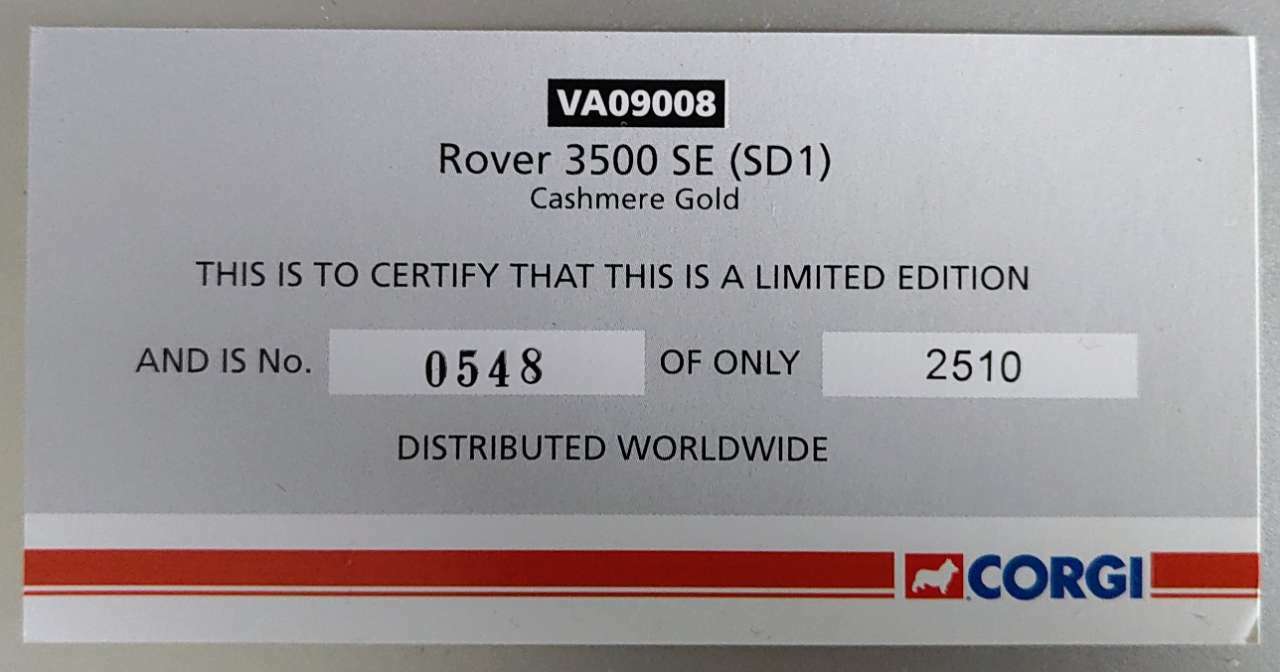 VA09008
Rover 3500 SE (SD1)
Cashmere Gold
THIS IS TO CERTIFY THAT THIS IS A LIMITED EDITION
AND IS No. 0548 OF ONLY 2510
DISTRIBUTED WORLDWIDE
CORGI